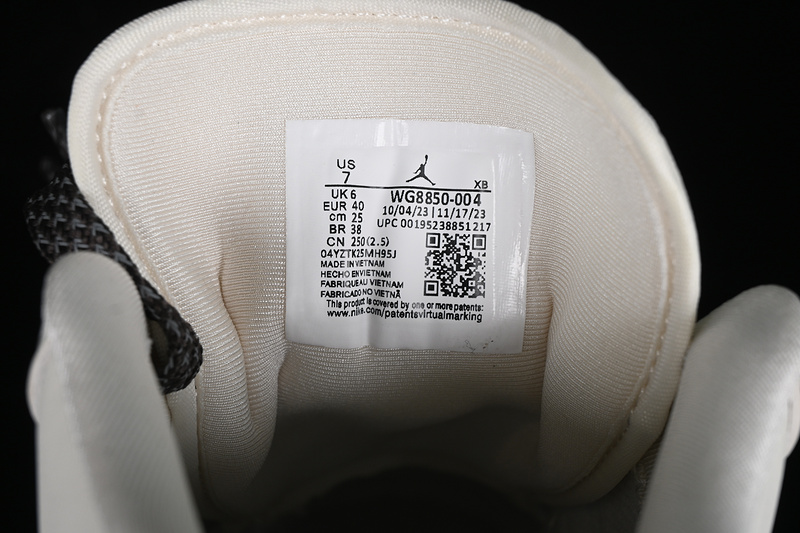 US
7
XB
UK 6
EUR 40
cm 25
BR 38
CN 250(2.5)
WG8850-004
10/04/23 | 11/17/23
UPC 00195238851217
04YZTK25MH95J
MADE IN VIETNAM
HECHO EN VIETNAM
FABRIQUEAU VIETNAM
FABRICADO NO VIETNÃ
This product is covered by one or more patents:
www.nike.com/patentsvirtualmarking